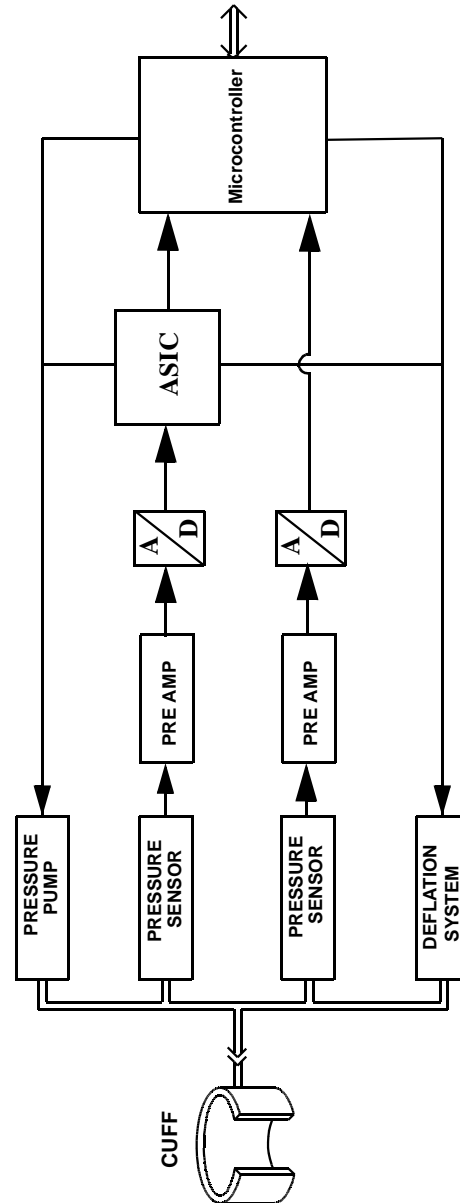 CUFF
PRESSURE
PUMP
PRESSURE
SENSOR
PRE AMP
A
D
ASIC
Microcontroller
PRESSURE
SENSOR
PRE AMP
A
D
DEFLATION
SYSTEM